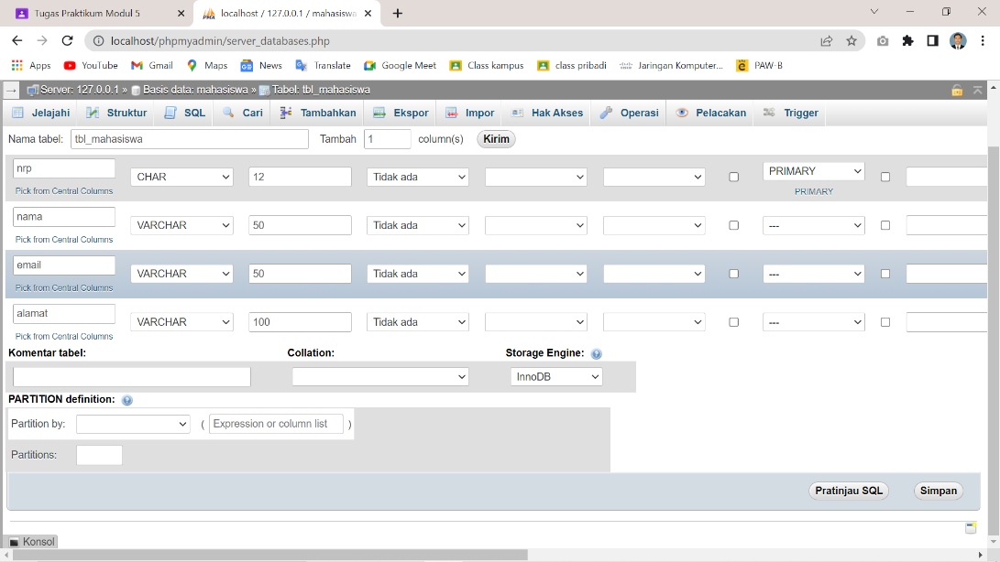 Tugas Praktikum Modul 5
localhost / 127.0.0.1 / mahasiswa
localhost/phpmyadmin/server_databases.php
Apps YouTube Gmail Maps News Translate Google Meet Class kampus class pribadi Jaringan Komputer... PAW-B
Server: 127.0.0.1 » Basis data: mahasiswa » Tabel: tbl_mahasiswa
Jelajahi Struktur SQL Cari Tambahkan Ekspor Impor Hak Akses Operasi Pelacakan Trigger
Nama tabel: tbl_mahasiswa Tambah 1 column(s) Kirim
nrp CHAR 12 Tidak ada PRIMARY
Pick from Central Columns PRIMARY
nama VARCHAR 50 Tidak ada ---
Pick from Central Columns
email VARCHAR 50 Tidak ada ---
Pick from Central Columns
alamat VARCHAR 100 Tidak ada ---
Pick from Central Columns
Komentar tabel: Collation: Storage Engine:
InnoDB
PARTITION definition:
Partition by: ( Expression or column list )
Partitions:
Pratinjau SQL Simpan
Konsol